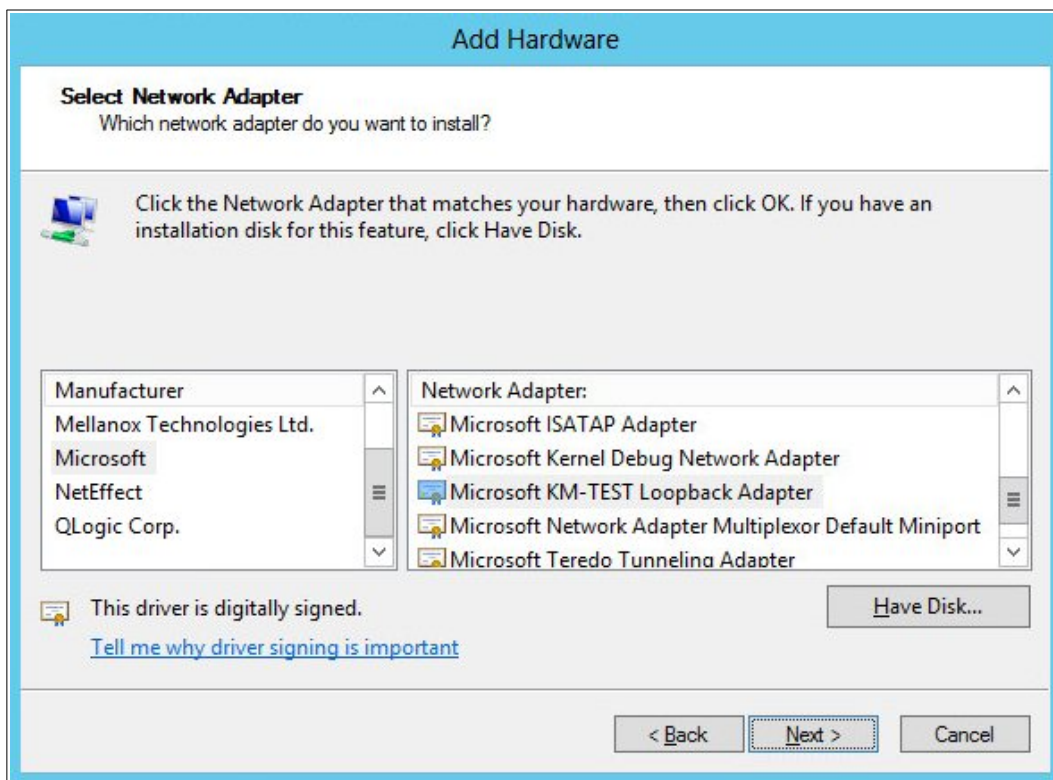 Add Hardware
Select Network Adapter
Which network adapter do you want to install?
Click the Network Adapter that matches your hardware, then click OK. If you have an
installation disk for this feature, click Have Disk.
Manufacturer
Mellanox Technologies Ltd.
Microsoft
NetEffect
QLogic Corp.
Network Adapter:
Microsoft ISATAP Adapter
Microsoft Kernel Debug Network Adapter
Microsoft KM-TEST Loopback Adapter
Microsoft Network Adapter Multiplexor Default Miniport
Microsoft Teredo Tunneling Adapter
This driver is digitally signed.
Have Disk...
Tell me why driver signing is important
< Back
Next >
Cancel